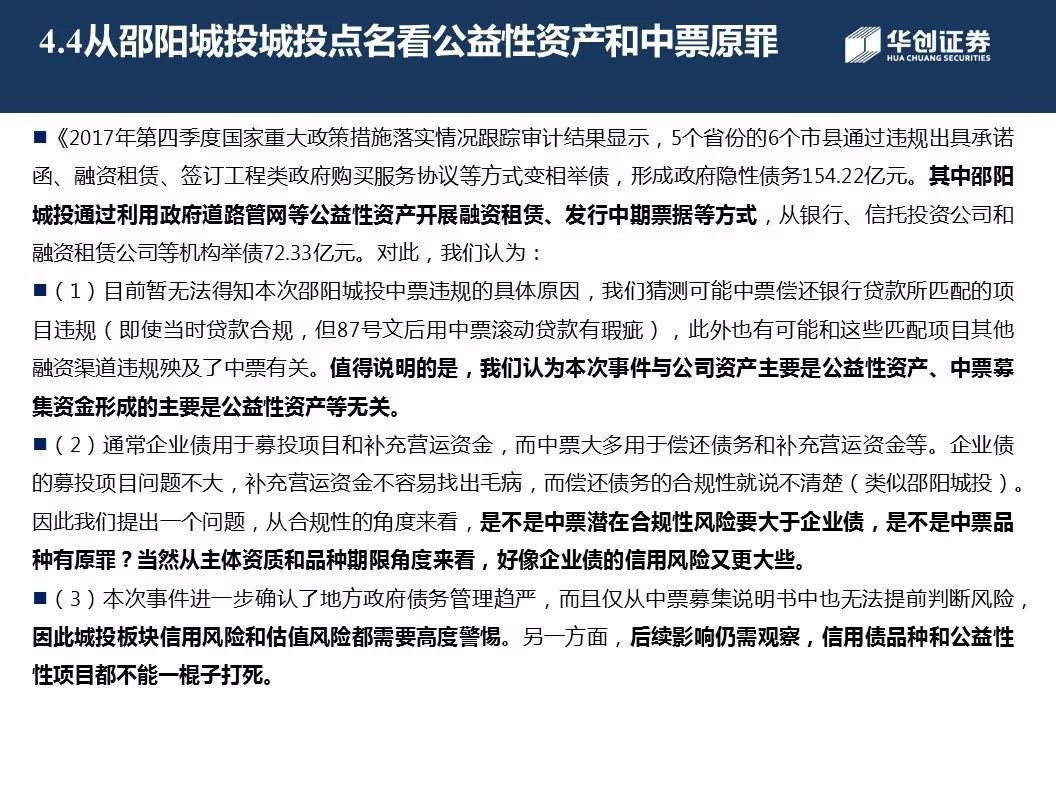 4.4从邵阳城投城投点名看公益性资产和中票原罪
华创证券
HUA CHUANG SECURITIES
■《2017年第四季度国家重大政策措施落实情况跟踪审计结果显示，5个省份的6个市县通过违规出具承诺
函、融资租赁、签订工程类政府购买服务协议等方式变相举债，形成政府隐性债务154.22亿元。其中邵阳
城投通过利用政府道路管网等公益性资产开展融资租赁、发行中期票据等方式，从银行、信托投资公司和
融资租赁公司等机构举债72.33亿元。对此，我们认为：
■（1）目前暂无法得知本次邵阳城投中票违规的具体原因，我们猜测可能中票偿还银行贷款所匹配的项
目违规（即使当时贷款合规，但87号文后用中票滚动贷款有瑕疵），此外也有可能和这些匹配项目其他
融资渠道违规殃及了中票有关。值得说明的是，我们认为本次事件与公司资产主要是公益性资产、中票募
集资金形成的主要是公益性资产等无关。
■（2）通常企业债用于募投项目和补充营运资金，而中票大多用于偿还债务和补充营运资金等。企业债
的募投项目问题不大，补充营运资金不容易找出毛病，而偿还债务的合规性就说不清楚（类似邵阳城投）。
因此我们提出一个问题，从合规性的角度来看，是不是中票潜在合规性风险要大于企业债，是不是中票品
种有原罪？当然从主体资质和品种期限角度来看，好像企业债的信用风险又更大些。
■（3）本次事件进一步确认了地方政府债务管理趋严，而且仅从中票募集说明书中也无法提前判断风险，
因此城投板块信用风险和估值风险都需要高度警惕。另一方面，后续影响仍需观察，信用债品种和公益性
性项目都不能一棍子打死。